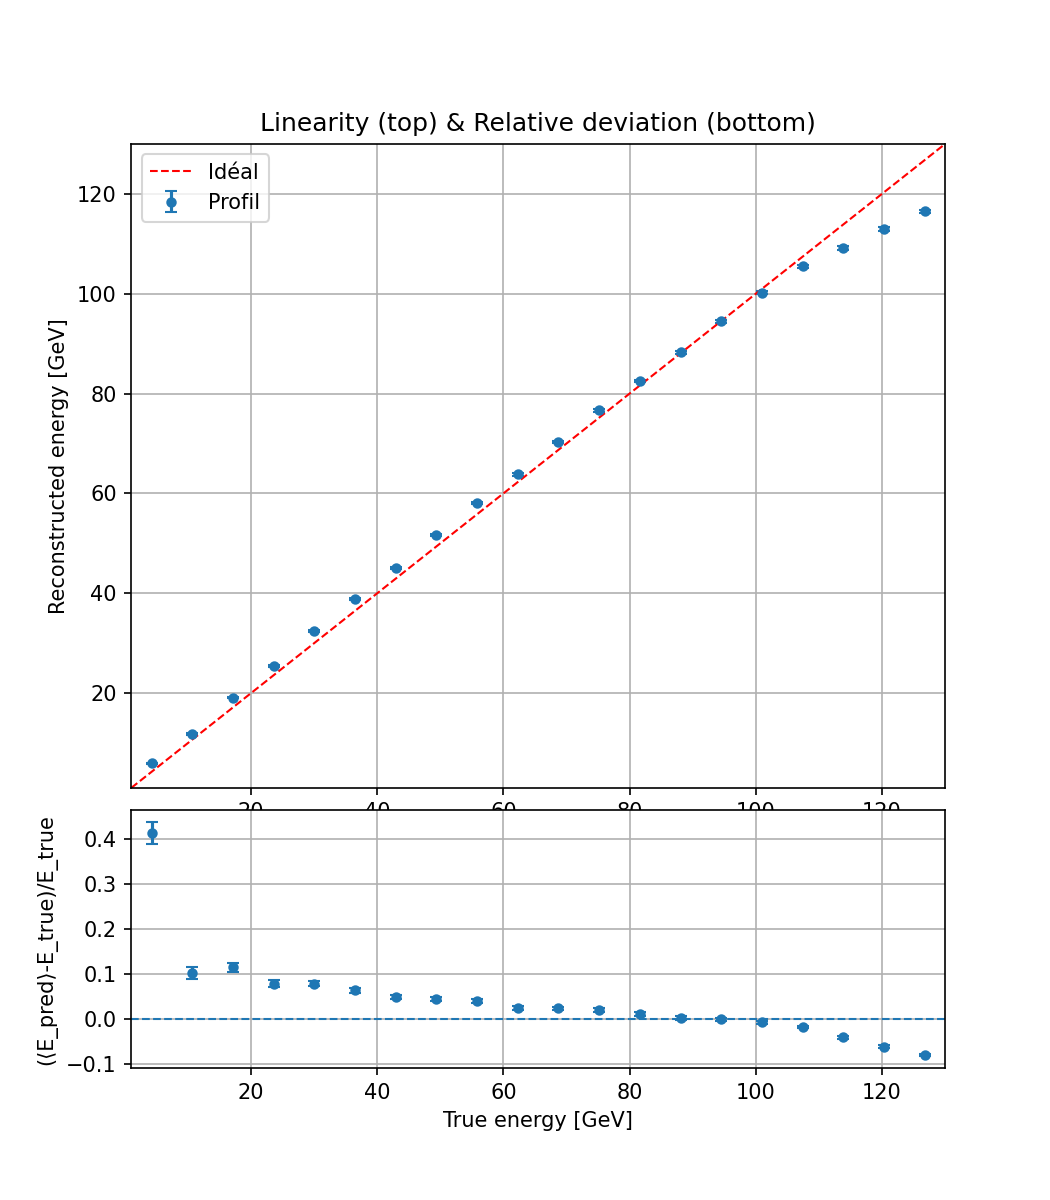 Linearity (top) & Relative deviation (bottom)
Idéal
Profil
Reconstructed energy [GeV]
120
100
80
60
40
20
20 40 60 80 100 120
(⟨E_pred⟩-E_true)/E_true
0.4
0.3
0.2
0.1
0.0
−0.1
20 40 60 80 100 120
True energy [GeV]